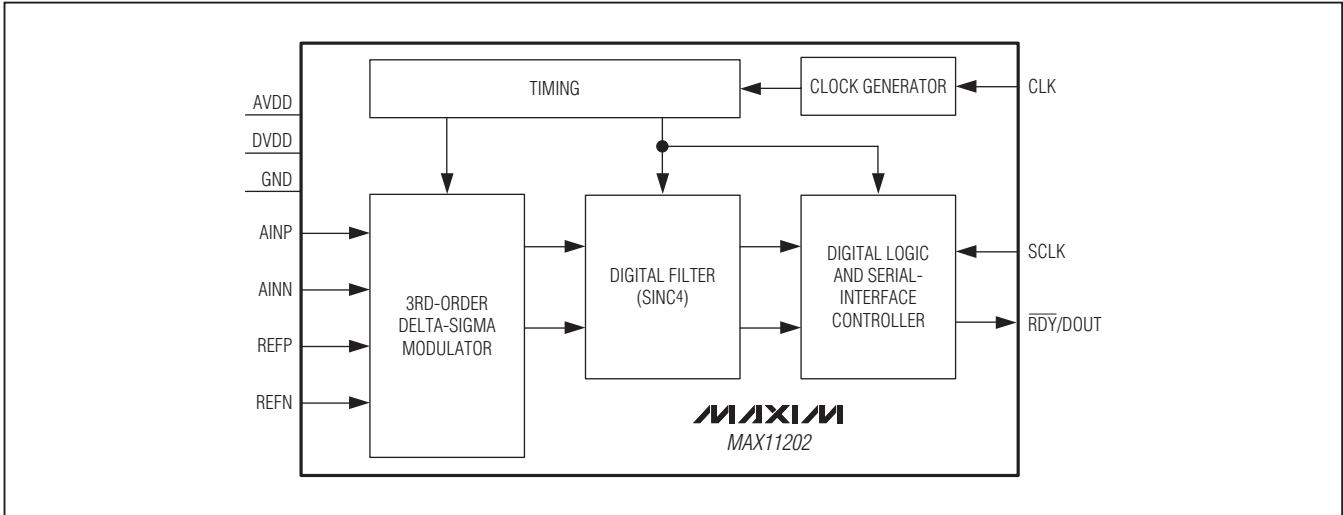 TIMING
CLOCK GENERATOR
CLK
AVDD
DVDD
GND
AINP
AINN
REFP
REFN
3RD-ORDER
DELTA-SIGMA
MODULATOR
DIGITAL FILTER
(SINC4)
DIGITAL LOGIC
AND SERIAL-
INTERFACE
CONTROLLER
SCLK
RDY/DOUT
MAXIM
MAX11202